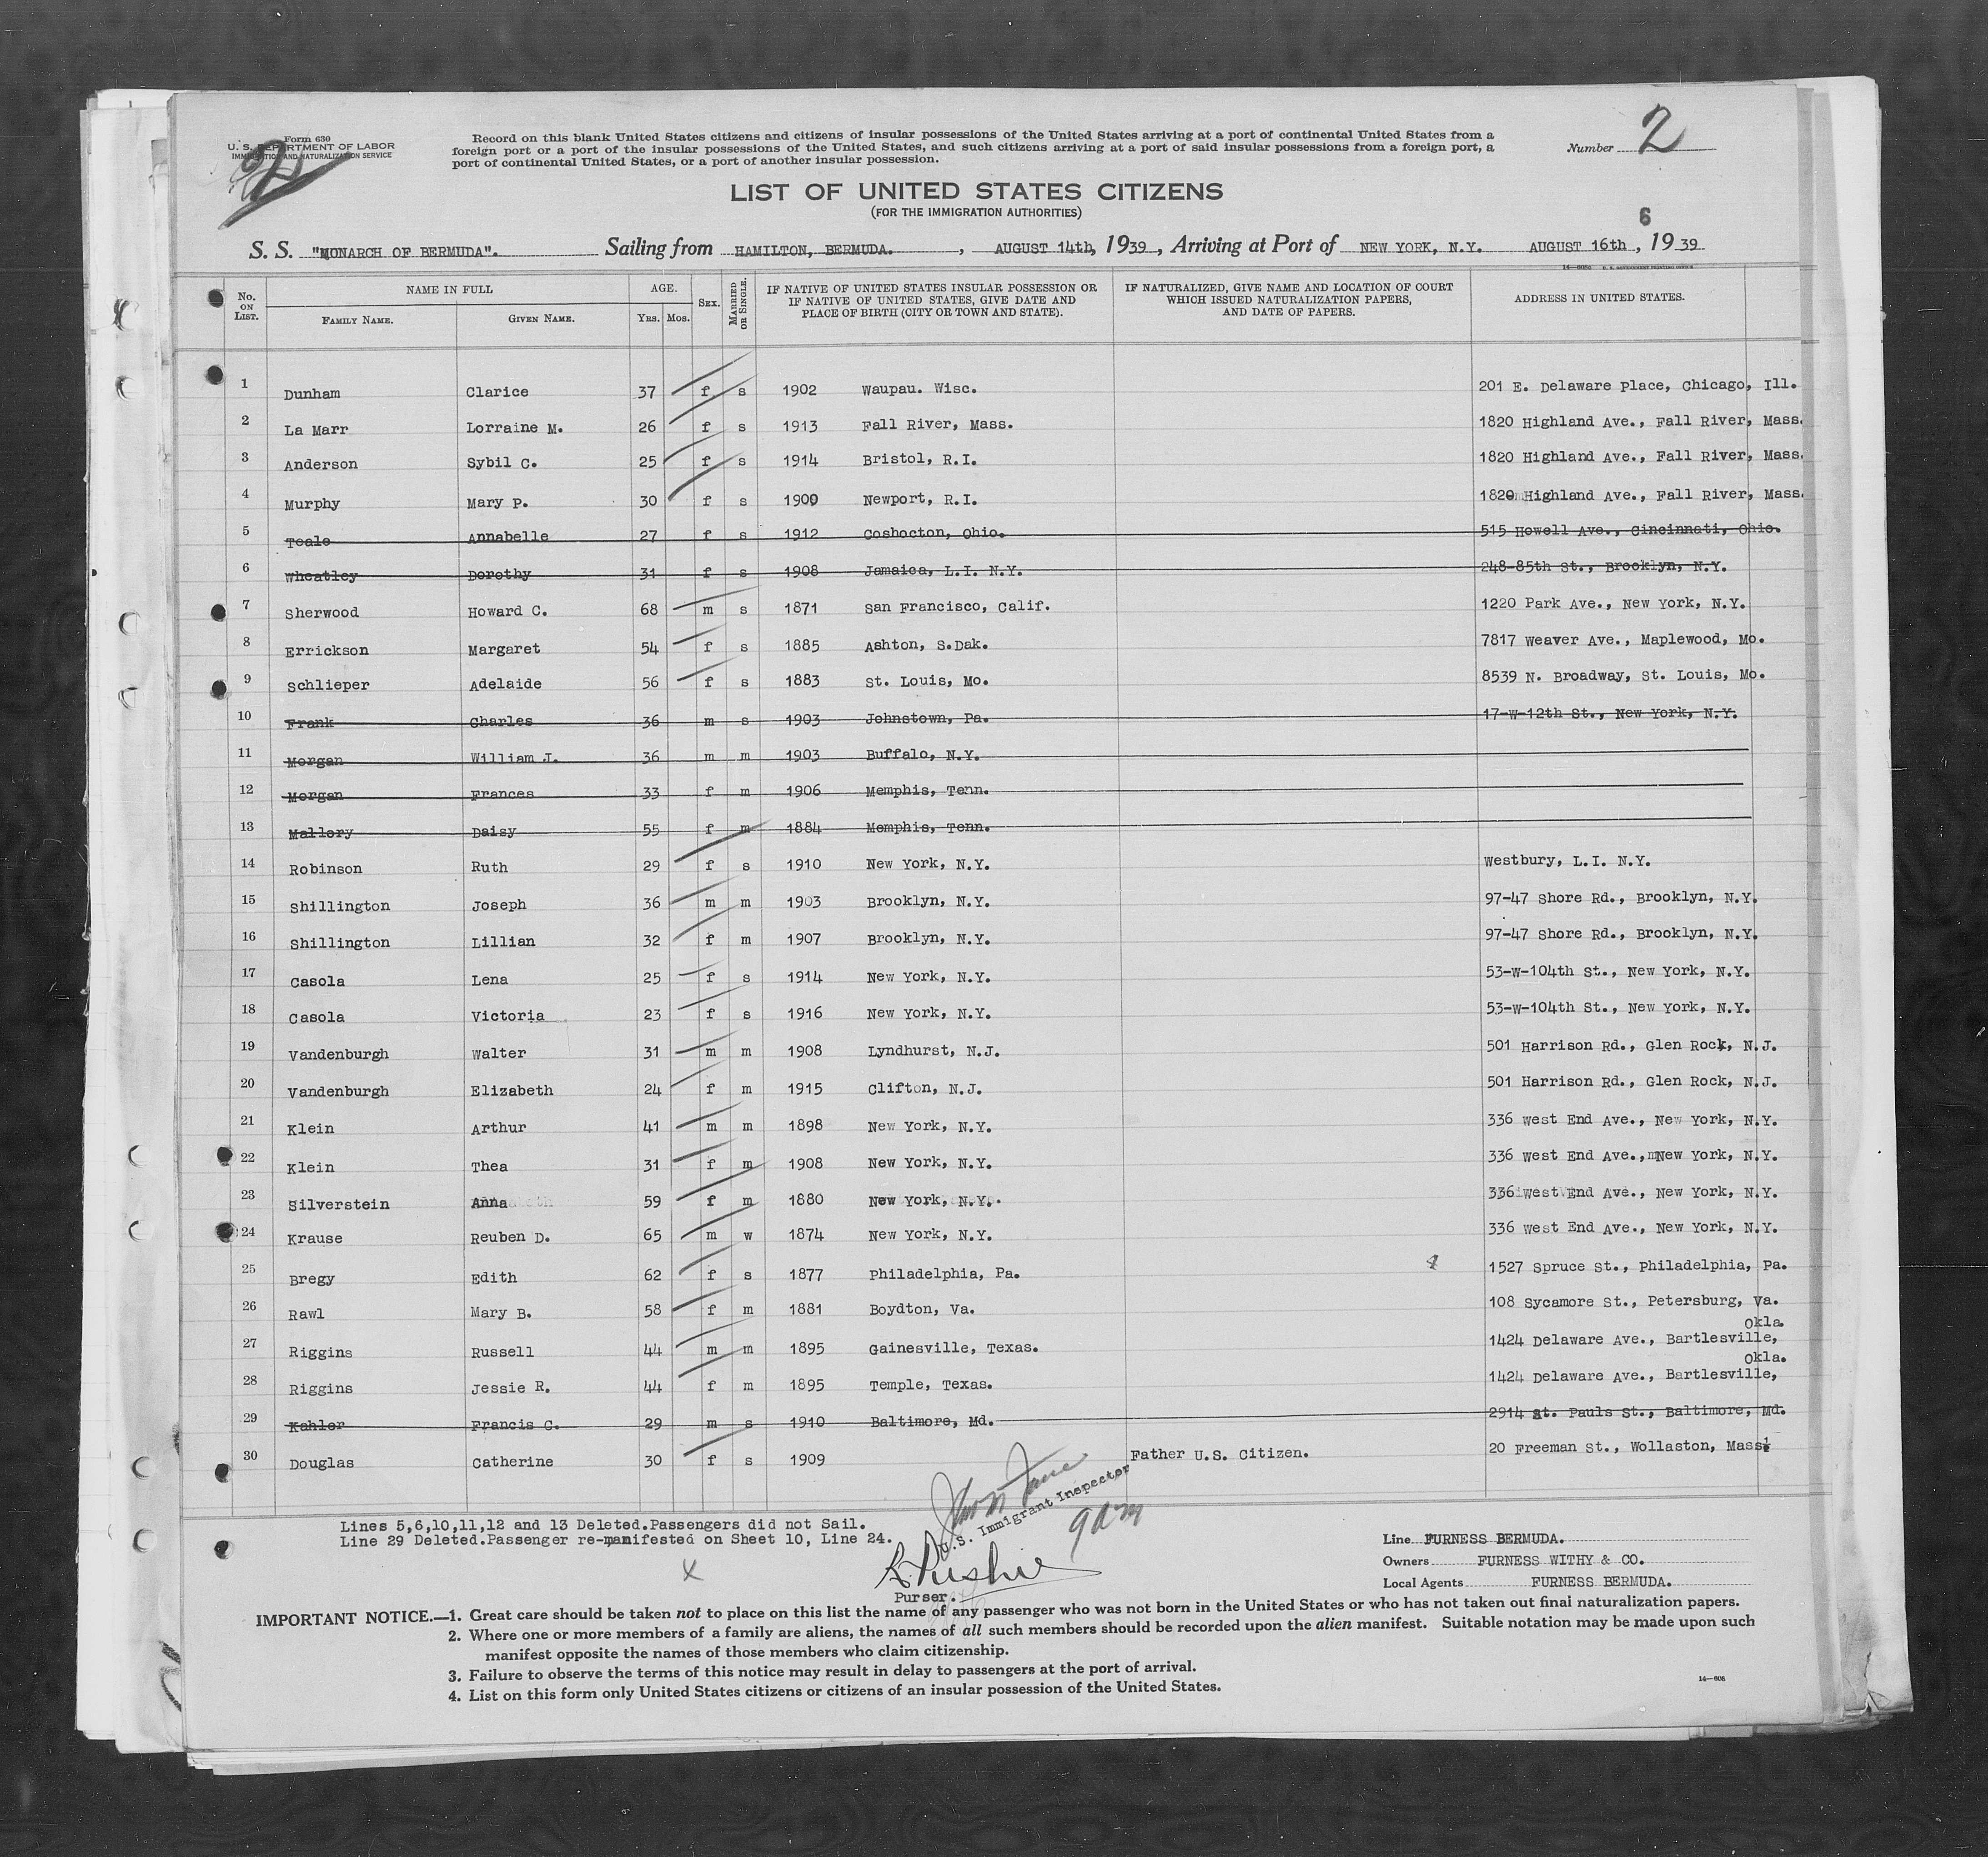 Form 630
U. S. DEPARTMENT OF LABOR
IMMIGRATION AND NATURALIZATION SERVICE
Record on this blank United States citizens and citizens of insular possessions of the United States arriving at a port of continental United States from a
foreign port or a port of the insular possessions of the United States, and such citizens arriving at a port of said insular possessions from a foreign port, a
port of continental United States, or a port of another insular possession.
Number 2
LIST OF UNITED STATES CITIZENS
(FOR THE IMMIGRATION AUTHORITIES)
6
S. S. "MONARCH OF BERMUDA". Sailing from HAMILTON, BERMUDA. , AUGUST 14th, 1939, Arriving at Port of NEW YORK, N.Y. AUGUST 16th, 1939
No. ON LIST. NAME IN FULL FAMILY NAME. GIVEN NAME. AGE. Yrs. Mos. SEX. MARRIED OR SINGLE. IF NATIVE OF UNITED STATES INSULAR POSSESSION OR IF NATIVE OF UNITED STATES, GIVE DATE AND PLACE OF BIRTH (CITY OR TOWN AND STATE). IF NATURALIZED, GIVE NAME AND LOCATION OF COURT WHICH ISSUED NATURALIZATION PAPERS, AND DATE OF PAPERS. ADDRESS IN UNITED STATES.
1 Dunham Clarice 37 f s 1902 Waupau. Wisc. 201 E. Delaware Place, Chicago, Ill.
2 La Marr Lorraine M. 26 f s 1913 Fall River, Mass. 1820 Highland Ave., Fall River, Mass.
3 Anderson Sybil C. 25 f s 1914 Bristol, R.I. 1820 Highland Ave., Fall River, Mass.
4 Murphy Mary P. 30 f s 1909 Newport, R.I. 1820 Highland Ave., Fall River, Mass.
5 Teale Annabelle 27 f s 1912 Coshocton, Ohio. 515 Howell Ave., Cincinnati, Ohio.
6 Wheatley Dorothy 31 f s 1908 Jamaica, L.I. N.Y. 248-85th St., Brooklyn, N.Y.
7 Sherwood Howard C. 68 m s 1871 San Francisco, Calif. 1220 Park Ave., New York, N.Y.
8 Errickson Margaret 54 f s 1885 Ashton, S.Dak. 7817 Weaver Ave., Maplewood, Mo.
9 Schlieper Adelaide 56 f s 1883 St. Louis, Mo. 8539 N. Broadway, St. Louis, Mo.
10 Frank Charles 36 m s 1903 Johnstown, Pa. 17-W-12th St., New York, N.Y.
11 Morgan William J. 36 m m 1903 Buffalo, N.Y.
12 Morgan Frances 33 f m 1906 Memphis, Tenn.
13 Mallory Daisy 55 f m 1884 Memphis, Tenn.
14 Robinson Ruth 29 f s 1910 New York, N.Y. Westbury, L.I. N.Y.
15 Shillington Joseph 36 m m 1903 Brooklyn, N.Y. 97-47 Shore Rd., Brooklyn, N.Y.
16 Shillington Lillian 32 f m 1907 Brooklyn, N.Y. 97-47 Shore Rd., Brooklyn, N.Y.
17 Casola Lena 25 f s 1914 New York, N.Y. 53-W-104th St., New York, N.Y.
18 Casola Victoria 23 f s 1916 New York, N.Y. 53-W-104th St., New York, N.Y.
19 Vandenburgh Walter 31 m m 1908 Lyndhurst, N.J. 501 Harrison Rd., Glen Rock, N.J.
20 Vandenburgh Elizabeth 24 f m 1915 Clifton, N.J. 501 Harrison Rd., Glen Rock, N.J.
21 Klein Arthur 41 m m 1898 New York, N.Y. 336 West End Ave., New York, N.Y.
22 Klein Thea 31 f m 1908 New York, N.Y. 336 West End Ave., New York, N.Y.
23 Silverstein Anna 59 f m 1880 New York, N.Y. 336 West End Ave., New York, N.Y.
24 Krause Reuben D. 65 m w 1874 New York, N.Y. 336 West End Ave., New York, N.Y.
25 Bregy Edith 62 f s 1877 Philadelphia, Pa. 1527 Spruce St., Philadelphia, Pa.
26 Rawl Mary B. 58 f m 1881 Boydton, Va. 108 Sycamore St., Petersburg, Va.
27 Riggins Russell 44 m m 1895 Gainesville, Texas. 1424 Delaware Ave., Bartlesville, Okla.
28 Riggins Jessie R. 44 f m 1895 Temple, Texas. 1424 Delaware Ave., Bartlesville, Okla.
29 Kahler Francis C. 29 m s 1910 Baltimore, Md. 2914 St. Pauls St., Baltimore, Md.
30 Douglas Catherine 30 f s 1909 Father U.S. Citizen. 20 Freeman St., Wollaston, Mass.
Lines 5,6,10,11,12 and 13 Deleted.Passengers did not Sail.
Line 29 Deleted.Passenger re-manifested on Sheet 10, Line 24.
U.S. Immigrant Inspector
Purser.
Line FURNESS BERMUDA.
Owners FURNESS WITHY & CO.
Local Agents FURNESS BERMUDA.
IMPORTANT NOTICE.—1. Great care should be taken not to place on this list the name of any passenger who was not born in the United States or who has not taken out final naturalization papers.
2. Where one or more members of a family are aliens, the names of all such members should be recorded upon the alien manifest. Suitable notation may be made upon such
manifest opposite the names of those members who claim citizenship.
3. Failure to observe the terms of this notice may result in delay to passengers at the port of arrival.
4. List on this form only United States citizens or citizens of an insular possession of the United States.
14—606